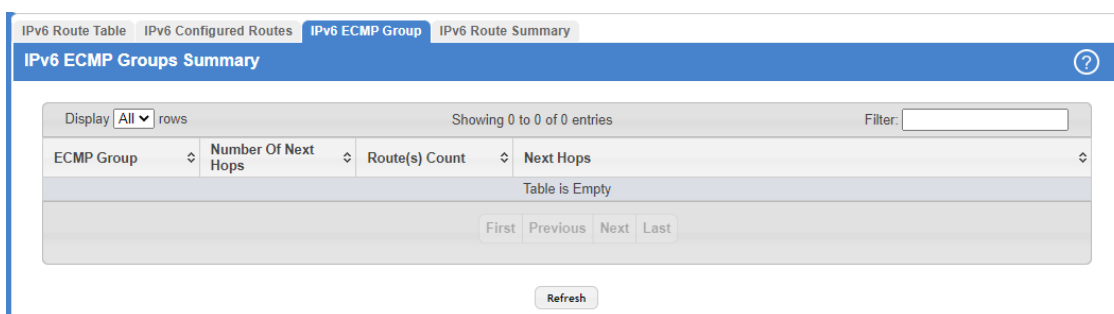 IPv6 Route Table IPv6 Configured Routes IPv6 ECMP Group IPv6 Route Summary
IPv6 ECMP Groups Summary ?
Display All rows Showing 0 to 0 of 0 entries Filter:
ECMP Group Number Of Next Hops Route(s) Count Next Hops
Table is Empty
First Previous Next Last
Refresh